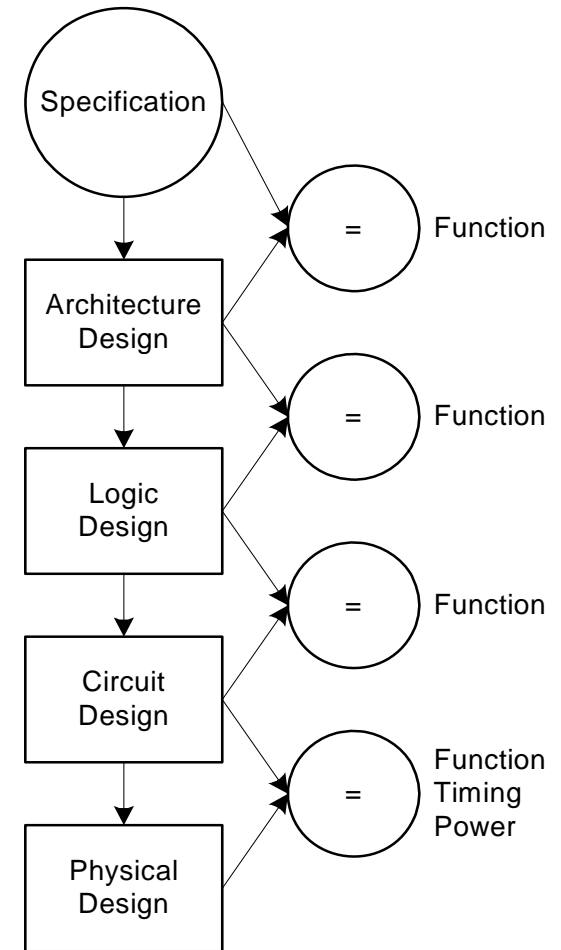 Specification
=
Function
Architecture
Design
=
Function
Logic
Design
=
Function
Circuit
Design
=
Function
Timing
Power
Physical
Design